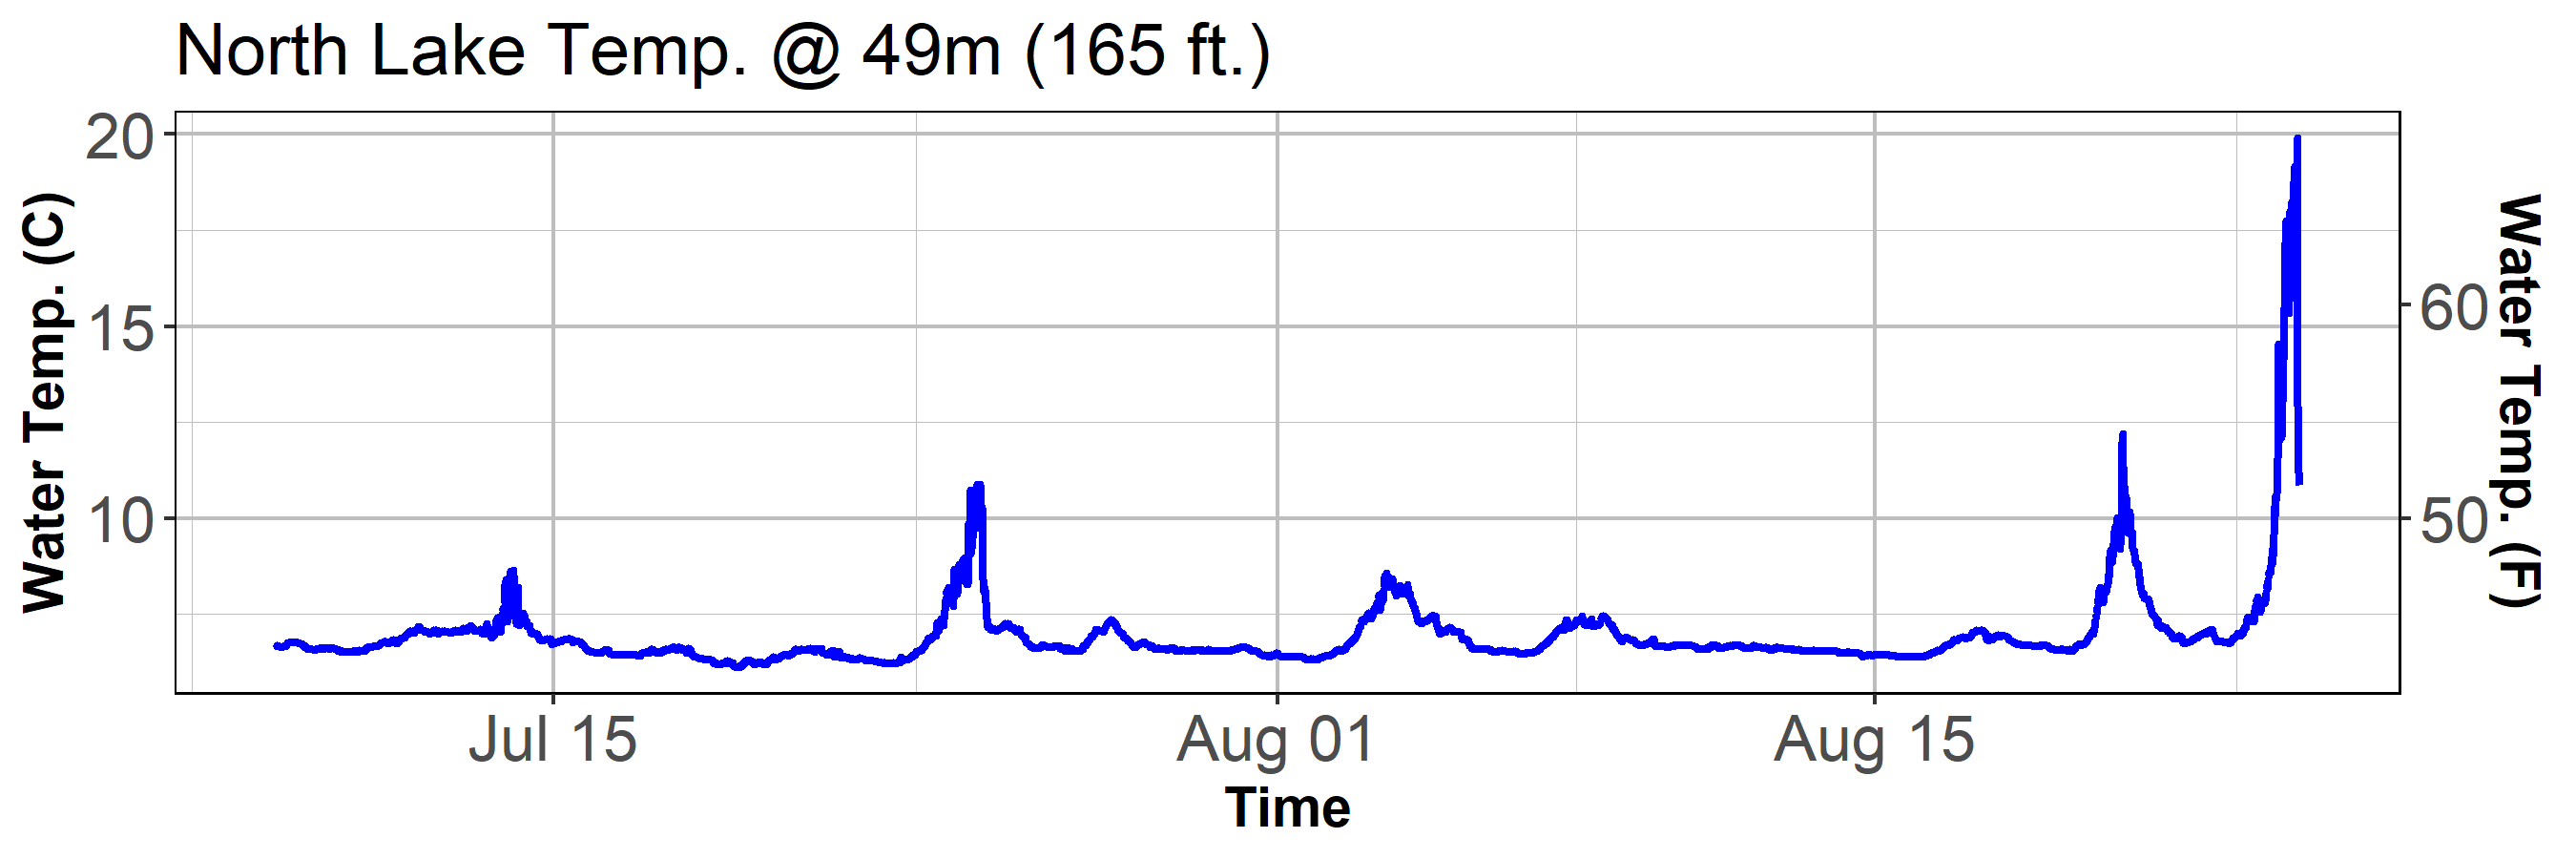 North Lake Temp. @ 49m (165 ft.)
20
15
10
Water Temp. (C)
60
50
Water Temp. (F)
Jul 15
Aug 01
Aug 15
Time